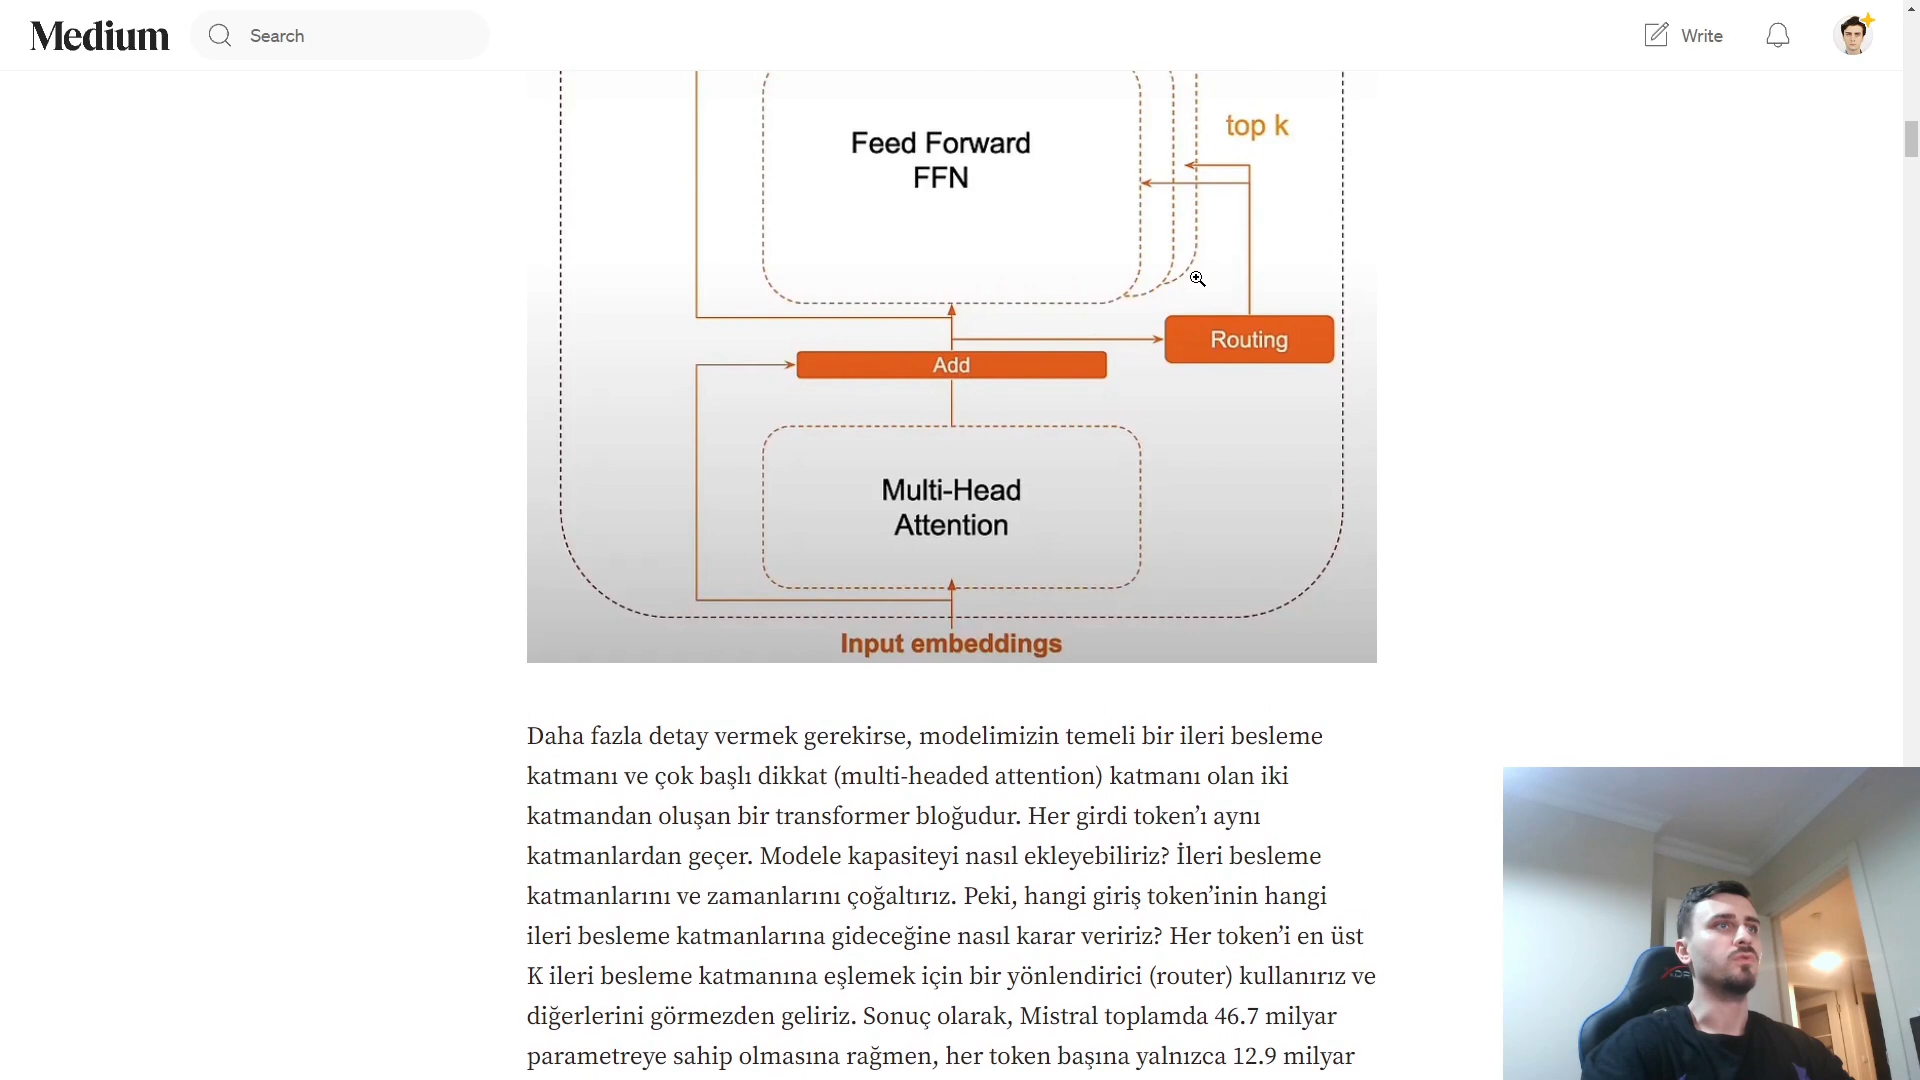 Medium
Search
Write
top k
Feed Forward
FFN
Routing
Add
Multi-Head
Attention
Input embeddings
Daha fazla detay vermek gerekirse, modelimizin temeli bir ileri besleme
katmanı ve çok başlı dikkat (multi-headed attention) katmanı olan iki
katmandan oluşan bir transformer bloğudur. Her girdi token’ı aynı
katmanlardan geçer. Modele kapasiteyi nasıl ekleyebiliriz? İleri besleme
katmanlarını ve zamanlarını çoğaltırız. Peki, hangi giriş token’inin hangi
ileri besleme katmanlarına gideceğine nasıl karar veririz? Her token’i en üst
K ileri besleme katmanına eşlemek için bir yönlendirici (router) kullanırız ve
diğerlerini görmezden geliriz. Sonuç olarak, Mistral toplamda 46.7 milyar
parametreye sahip olmasına rağmen, her token başına yalnızca 12.9 milyar